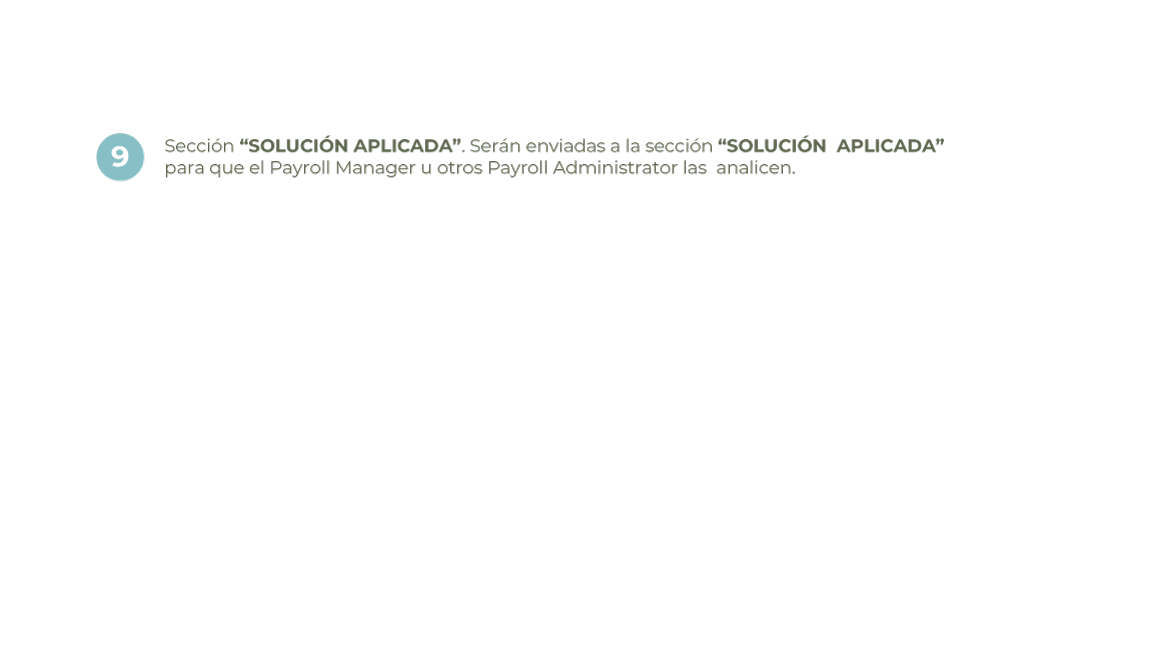 9
Sección “SOLUCIÓN APLICADA”. Serán enviadas a la sección “SOLUCIÓN  APLICADA”
para que el Payroll Manager u otros Payroll Administrator las  analicen.